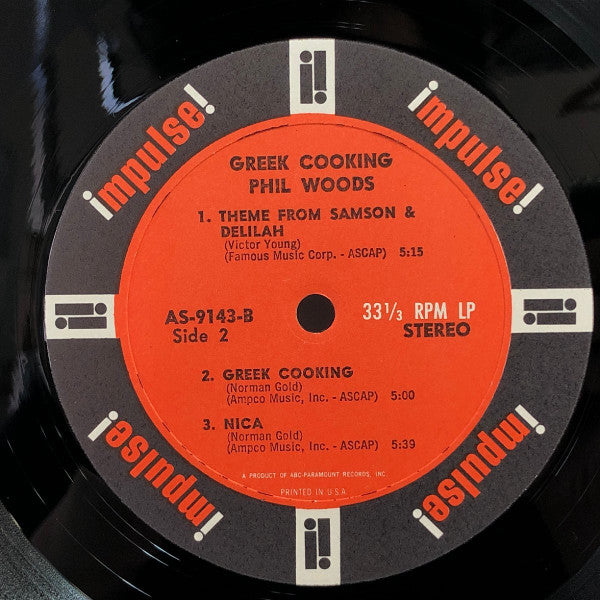 impulse!
impulse!
GREEK COOKING
PHIL WOODS
1. THEME FROM SAMSON &
DELILAH
(Victor Young)
(Famous Music Corp. - ASCAP) 5:15
AS-9143-B
Side 2
33 1/3 RPM LP
STEREO
2. GREEK COOKING
(Norman Gold)
(Ampco Music, Inc. - ASCAP) 5:00
3. NICA
(Norman Gold)
(Ampco Music, Inc. - ASCAP) 5:39
A PRODUCT OF ABC-PARAMOUNT RECORDS, INC.
PRINTED IN U.S.A.
impulse!
impulse!